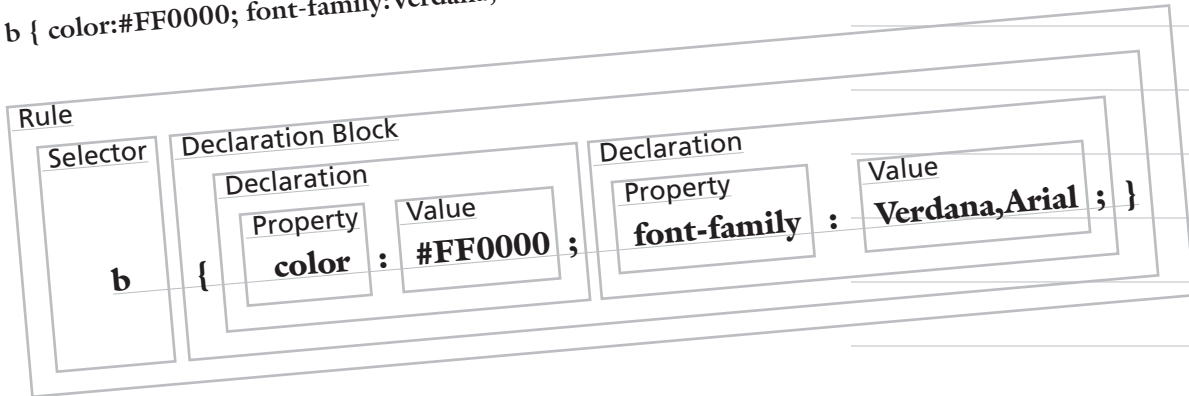 b { color:#FF0000; font-family:Verdana,
Rule
Selector
Declaration Block
Declaration
Declaration
Property
Value
Property
Value
b { color : #FF0000 ; font-family : Verdana,Arial ; }